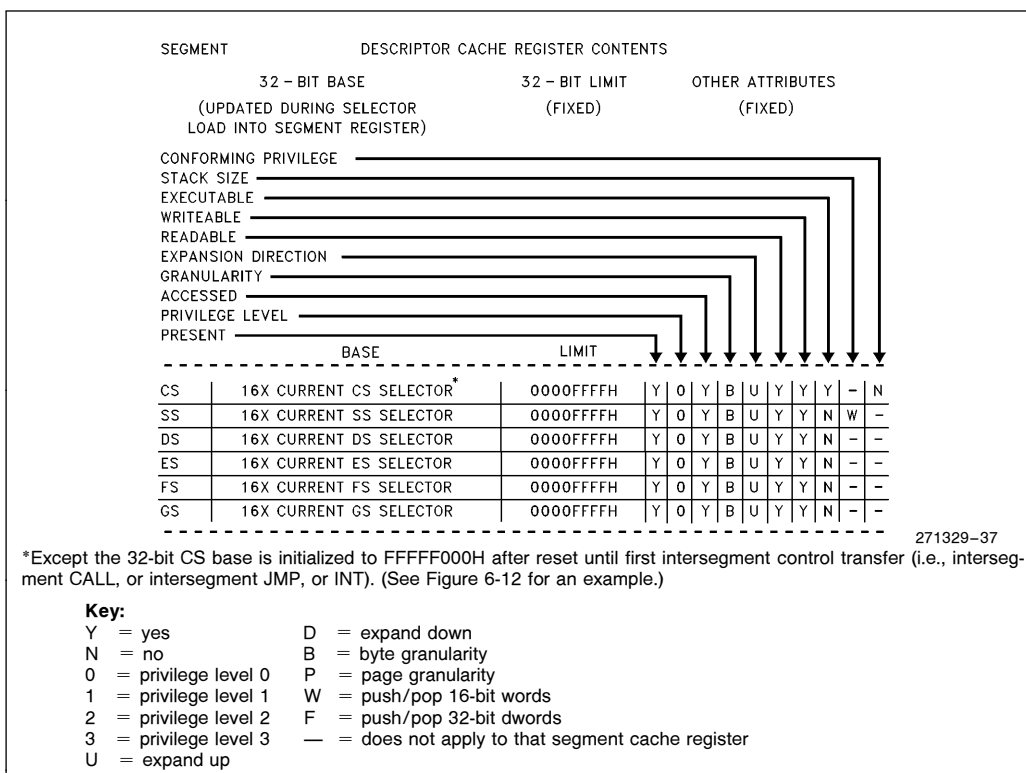 SEGMENT DESCRIPTOR CACHE REGISTER CONTENTS
32 – BIT BASE 32 – BIT LIMIT OTHER ATTRIBUTES
(UPDATED DURING SELECTOR (FIXED) (FIXED)
LOAD INTO SEGMENT REGISTER)
CONFORMING PRIVILEGE
STACK SIZE
EXECUTABLE
WRITEABLE
READABLE
EXPANSION DIRECTION
GRANULARITY
ACCESSED
PRIVILEGE LEVEL
PRESENT
BASE LIMIT
CS 16X CURRENT CS SELECTOR* 0000FFFFH Y 0 Y B U Y Y Y – N
SS 16X CURRENT SS SELECTOR 0000FFFFH Y 0 Y B U Y Y N W –
DS 16X CURRENT DS SELECTOR 0000FFFFH Y 0 Y B U Y Y N – –
ES 16X CURRENT ES SELECTOR 0000FFFFH Y 0 Y B U Y Y N – –
FS 16X CURRENT FS SELECTOR 0000FFFFH Y 0 Y B U Y Y N – –
GS 16X CURRENT GS SELECTOR 0000FFFFH Y 0 Y B U Y Y N – –
271329–37
*Except the 32-bit CS base is initialized to FFFFF000H after reset until first intersegment control transfer (i.e., interseg-
ment CALL, or intersegment JMP, or INT). (See Figure 6-12 for an example.)
Key:
Y = yes D = expand down
N = no B = byte granularity
0 = privilege level 0 P = page granularity
1 = privilege level 1 W = push/pop 16-bit words
2 = privilege level 2 F = push/pop 32-bit dwords
3 = privilege level 3 — = does not apply to that segment cache register
U = expand up